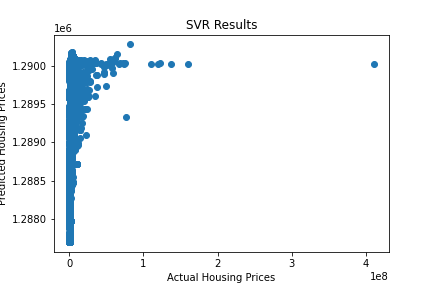 SVR Results
1e6
1.2900
1.2895
1.2890
1.2885
1.2880
Predicted Housing Prices
0
1
2
3
4
1e8
Actual Housing Prices